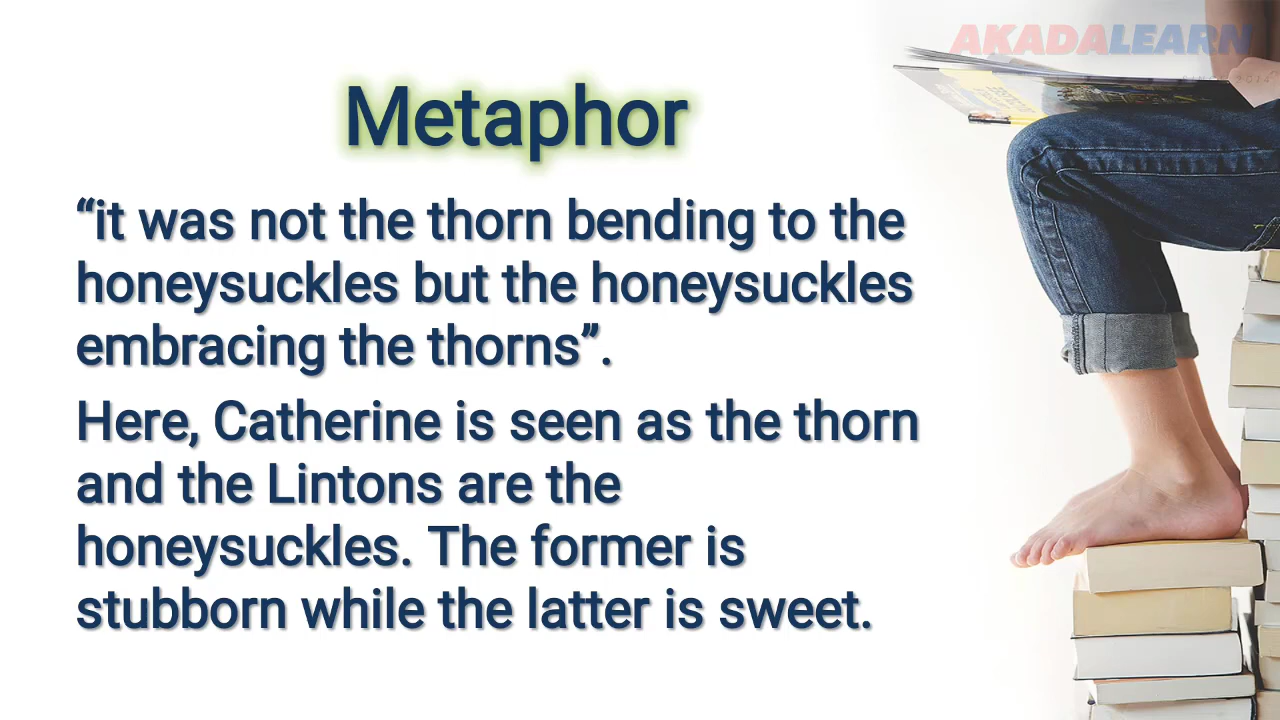 AKADALEARN
Metaphor
“it was not the thorn bending to the
honeysuckles but the honeysuckles
embracing the thorns”.
Here, Catherine is seen as the thorn
and the Lintons are the
honeysuckles. The former is
stubborn while the latter is sweet.